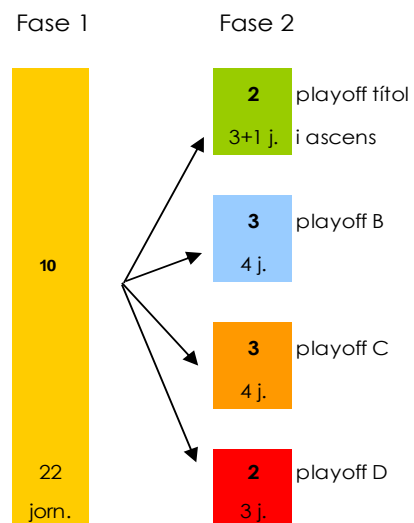 Fase 1
Fase 2
2 playoff títol
3+1 j. i ascens
3 playoff B
10
4 j.
3 playoff C
4 j.
22
2 playoff D
jorn.
3 j.